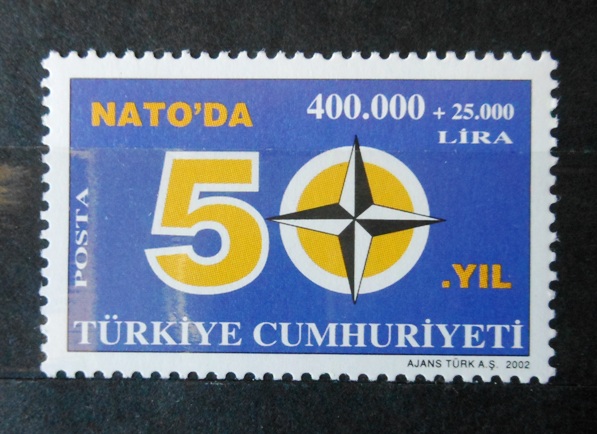 NATO'DA
400.000 + 25.000
LİRA
50
.YIL
POSTA
TÜRKİYE CUMHURİYETİ
AJANS TÜRK A.Ş. 2002